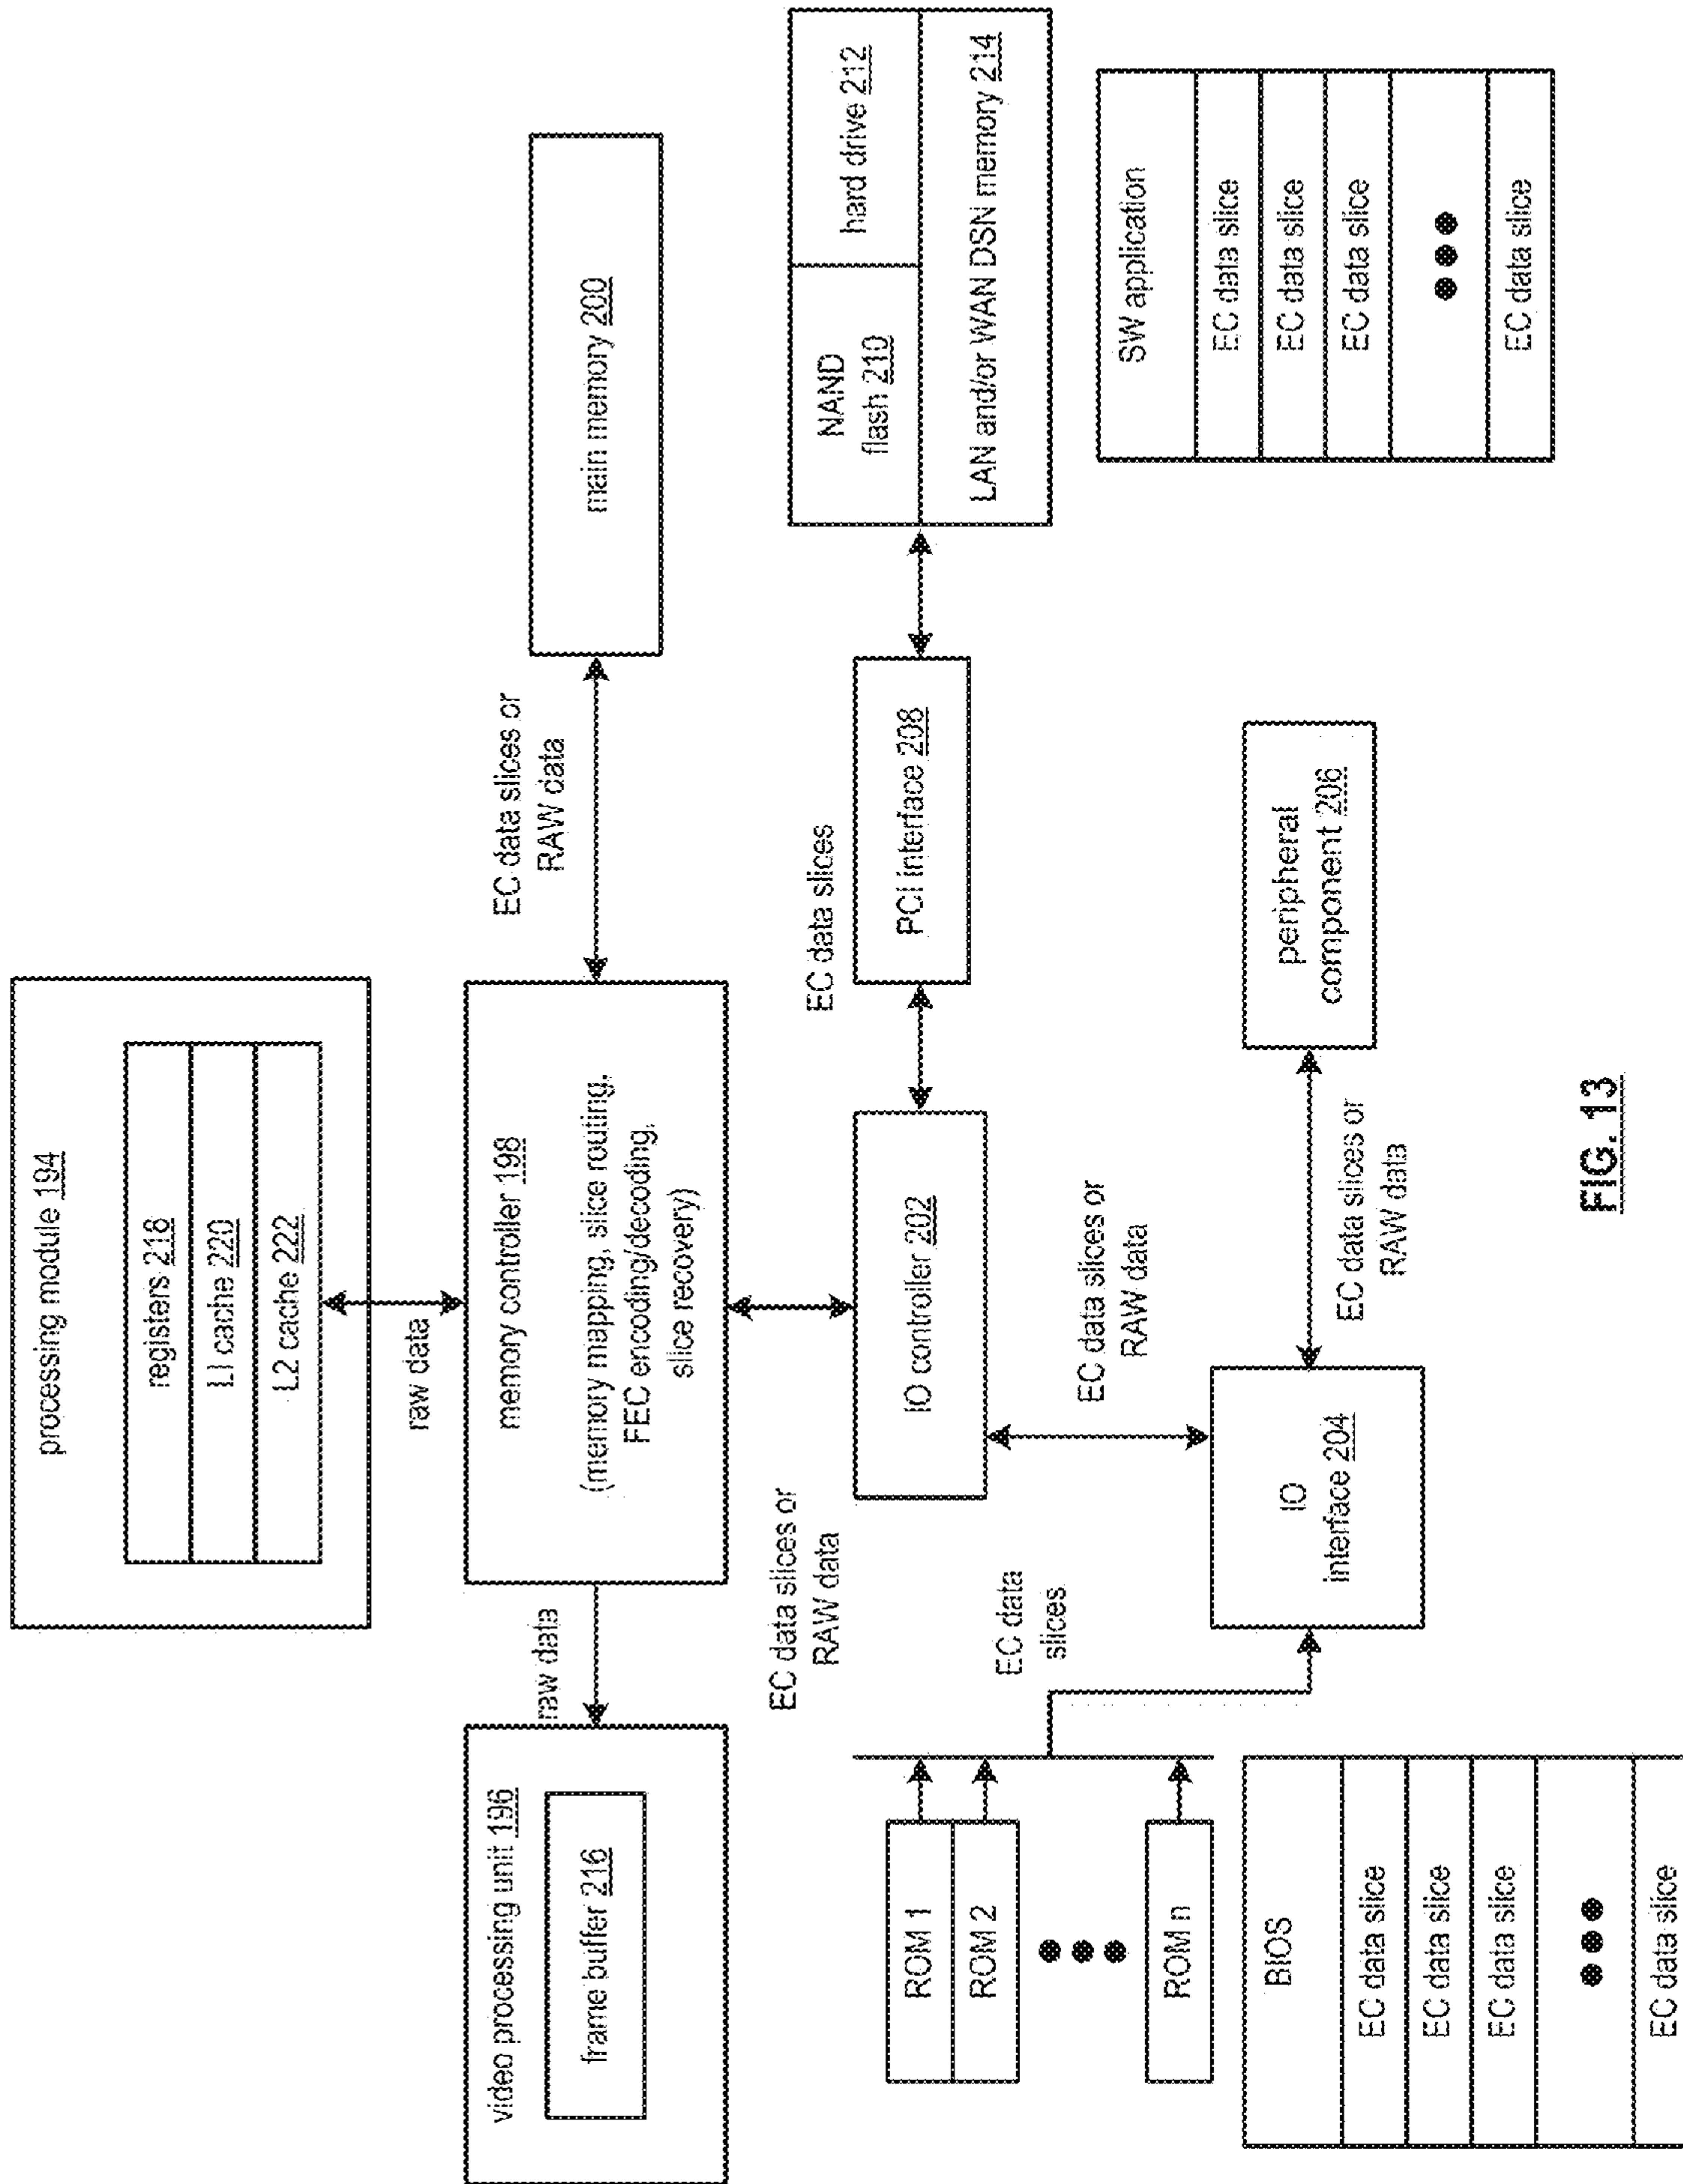 processing module 194
registers 218
L1 cache 220
L2 cache 222
raw data
video processing unit 196
frame buffer 216
raw data
memory controller 198
(memory mapping, slice routing,
FEC encoding/decoding,
slice recovery)
EC data slices or
RAW data
main memory 200
EC data slices or
RAW data
IO controller 202
EC data slices
PCI interface 208
NAND
flash 210
hard drive 212
LAN and/or WAN DSN memory 214
ROM 1
ROM 2
ROM n
EC data
slices
EC data slices or
RAW data
IO
interface 204
EC data slices or
RAW data
peripheral
component 206
SW application
EC data slice
EC data slice
EC data slice
EC data slice
BIOS
EC data slice
EC data slice
EC data slice
EC data slice
FIG. 13